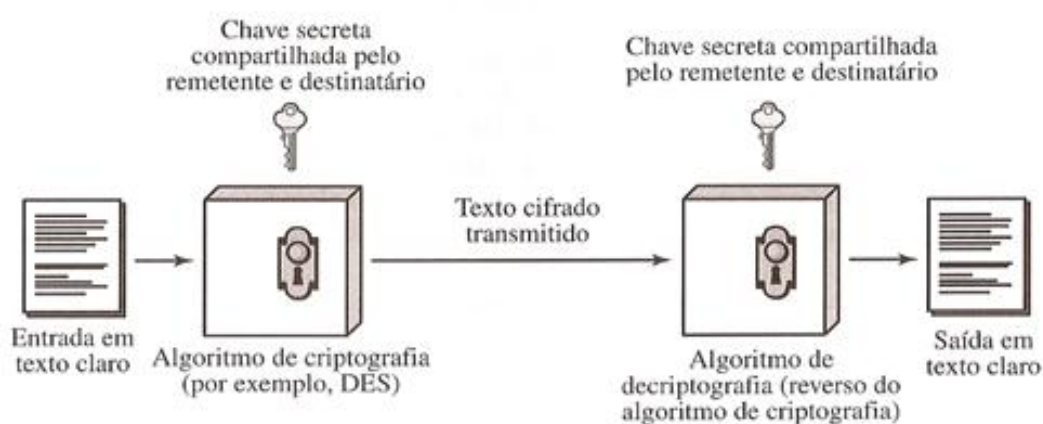 Chave secreta
compartilhada pelo
remetente e destinatário
Chave secreta compartilhada
pelo remetente e destinatário
Texto cifrado
transmitido
Entrada em
texto claro
Algoritmo de criptografia
(por exemplo, DES)
Algoritmo de
decriptografia (reverso do
algoritmo de criptografia)
Saída em
texto claro